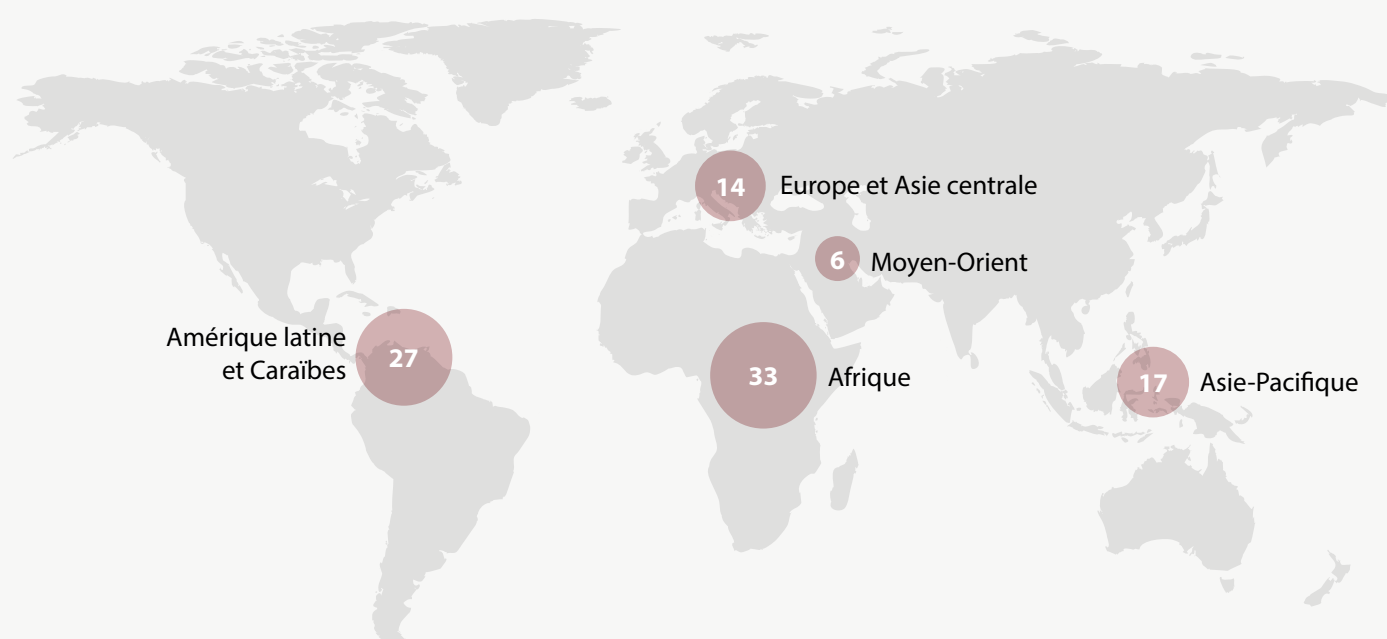 14
Europe et Asie centrale
6
Moyen-Orient
Amérique latine
et Caraïbes
27
33
Afrique
17
Asie-Pacifique